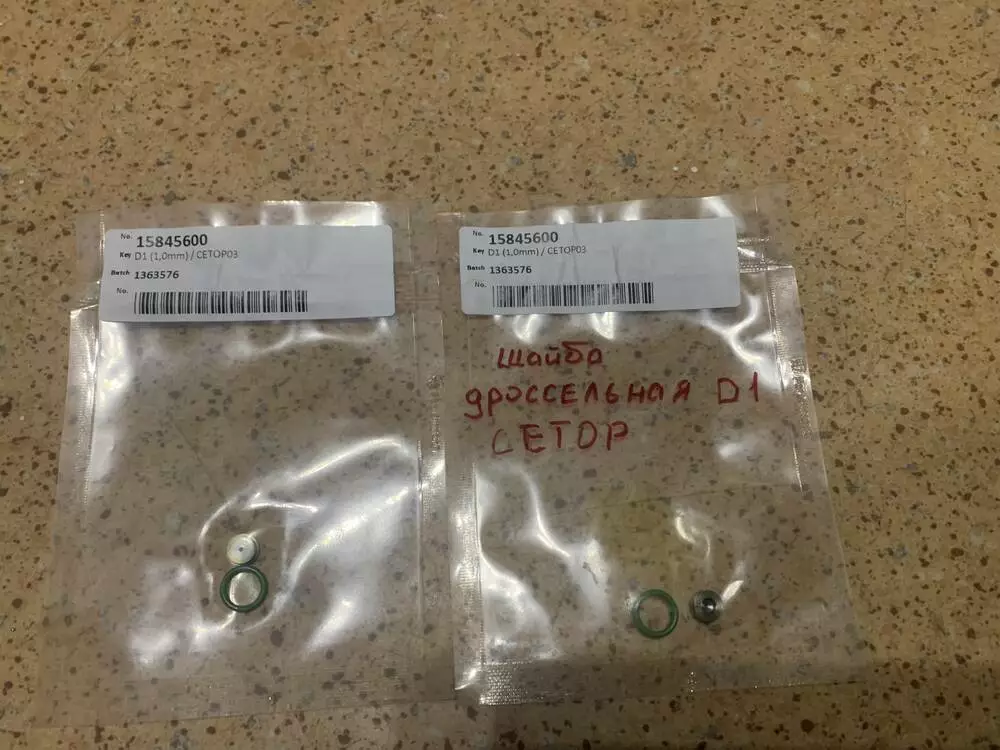 No. 15845600
Key D1 (1,0mm) / CETOP03
Batch 1363576
No.
No. 15845600
Key D1 (1,0mm) / CETOP03
Batch 1363576
No.
шайба
дроссельная D1
CETOP